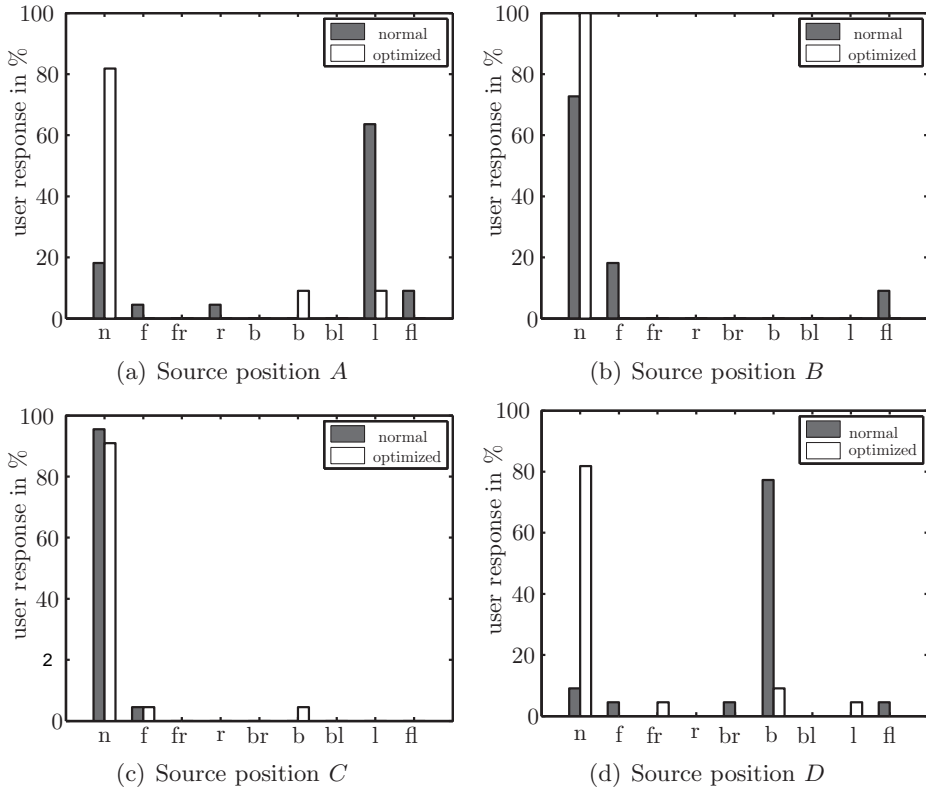 user response in %
100
80
60
40
20
0
normal
optimized
n f fr r b b bl l fl
(a) Source position A
user response in %
100
80
60
40
20
0
normal
optimized
n f fr r br b bl l fl
(b) Source position B
user response in %
100
80
60
40
2
0
normal
optimized
n f fr r br b bl l fl
(c) Source position C
user response in %
100
80
60
40
20
0
normal
optimized
n f fr r br b bl l fl
(d) Source position D